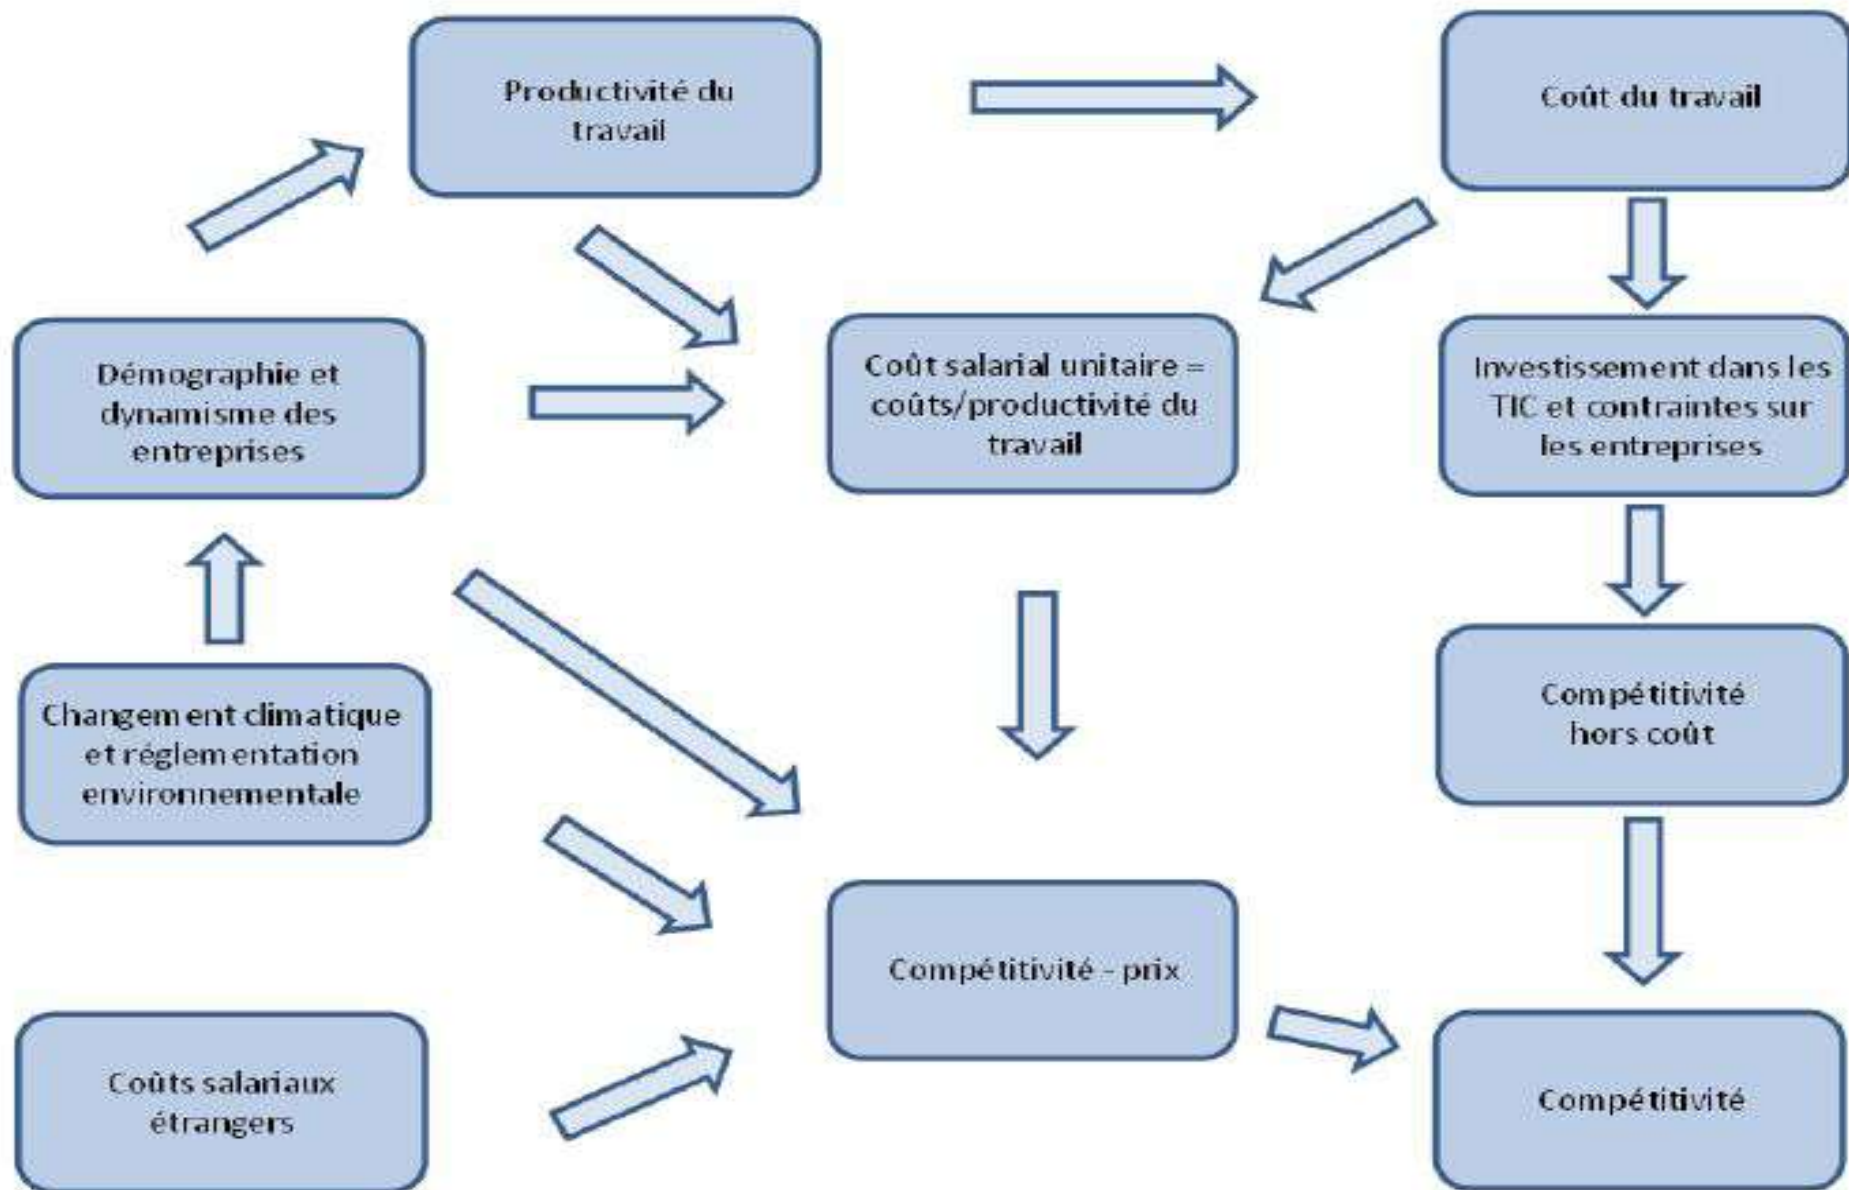 Productivité du
travail
Coût du travail
Démographie et
dynamisme des
entreprises
Coût salarial unitaire =
coûts/productivité du
travail
Investissement dans les
TIC et contraintes sur
les entreprises
Changement climatique
et réglementation
environnementale
Compétitivité
hors coût
Compétitivité - prix
Coûts salariaux
étrangers
Compétitivité